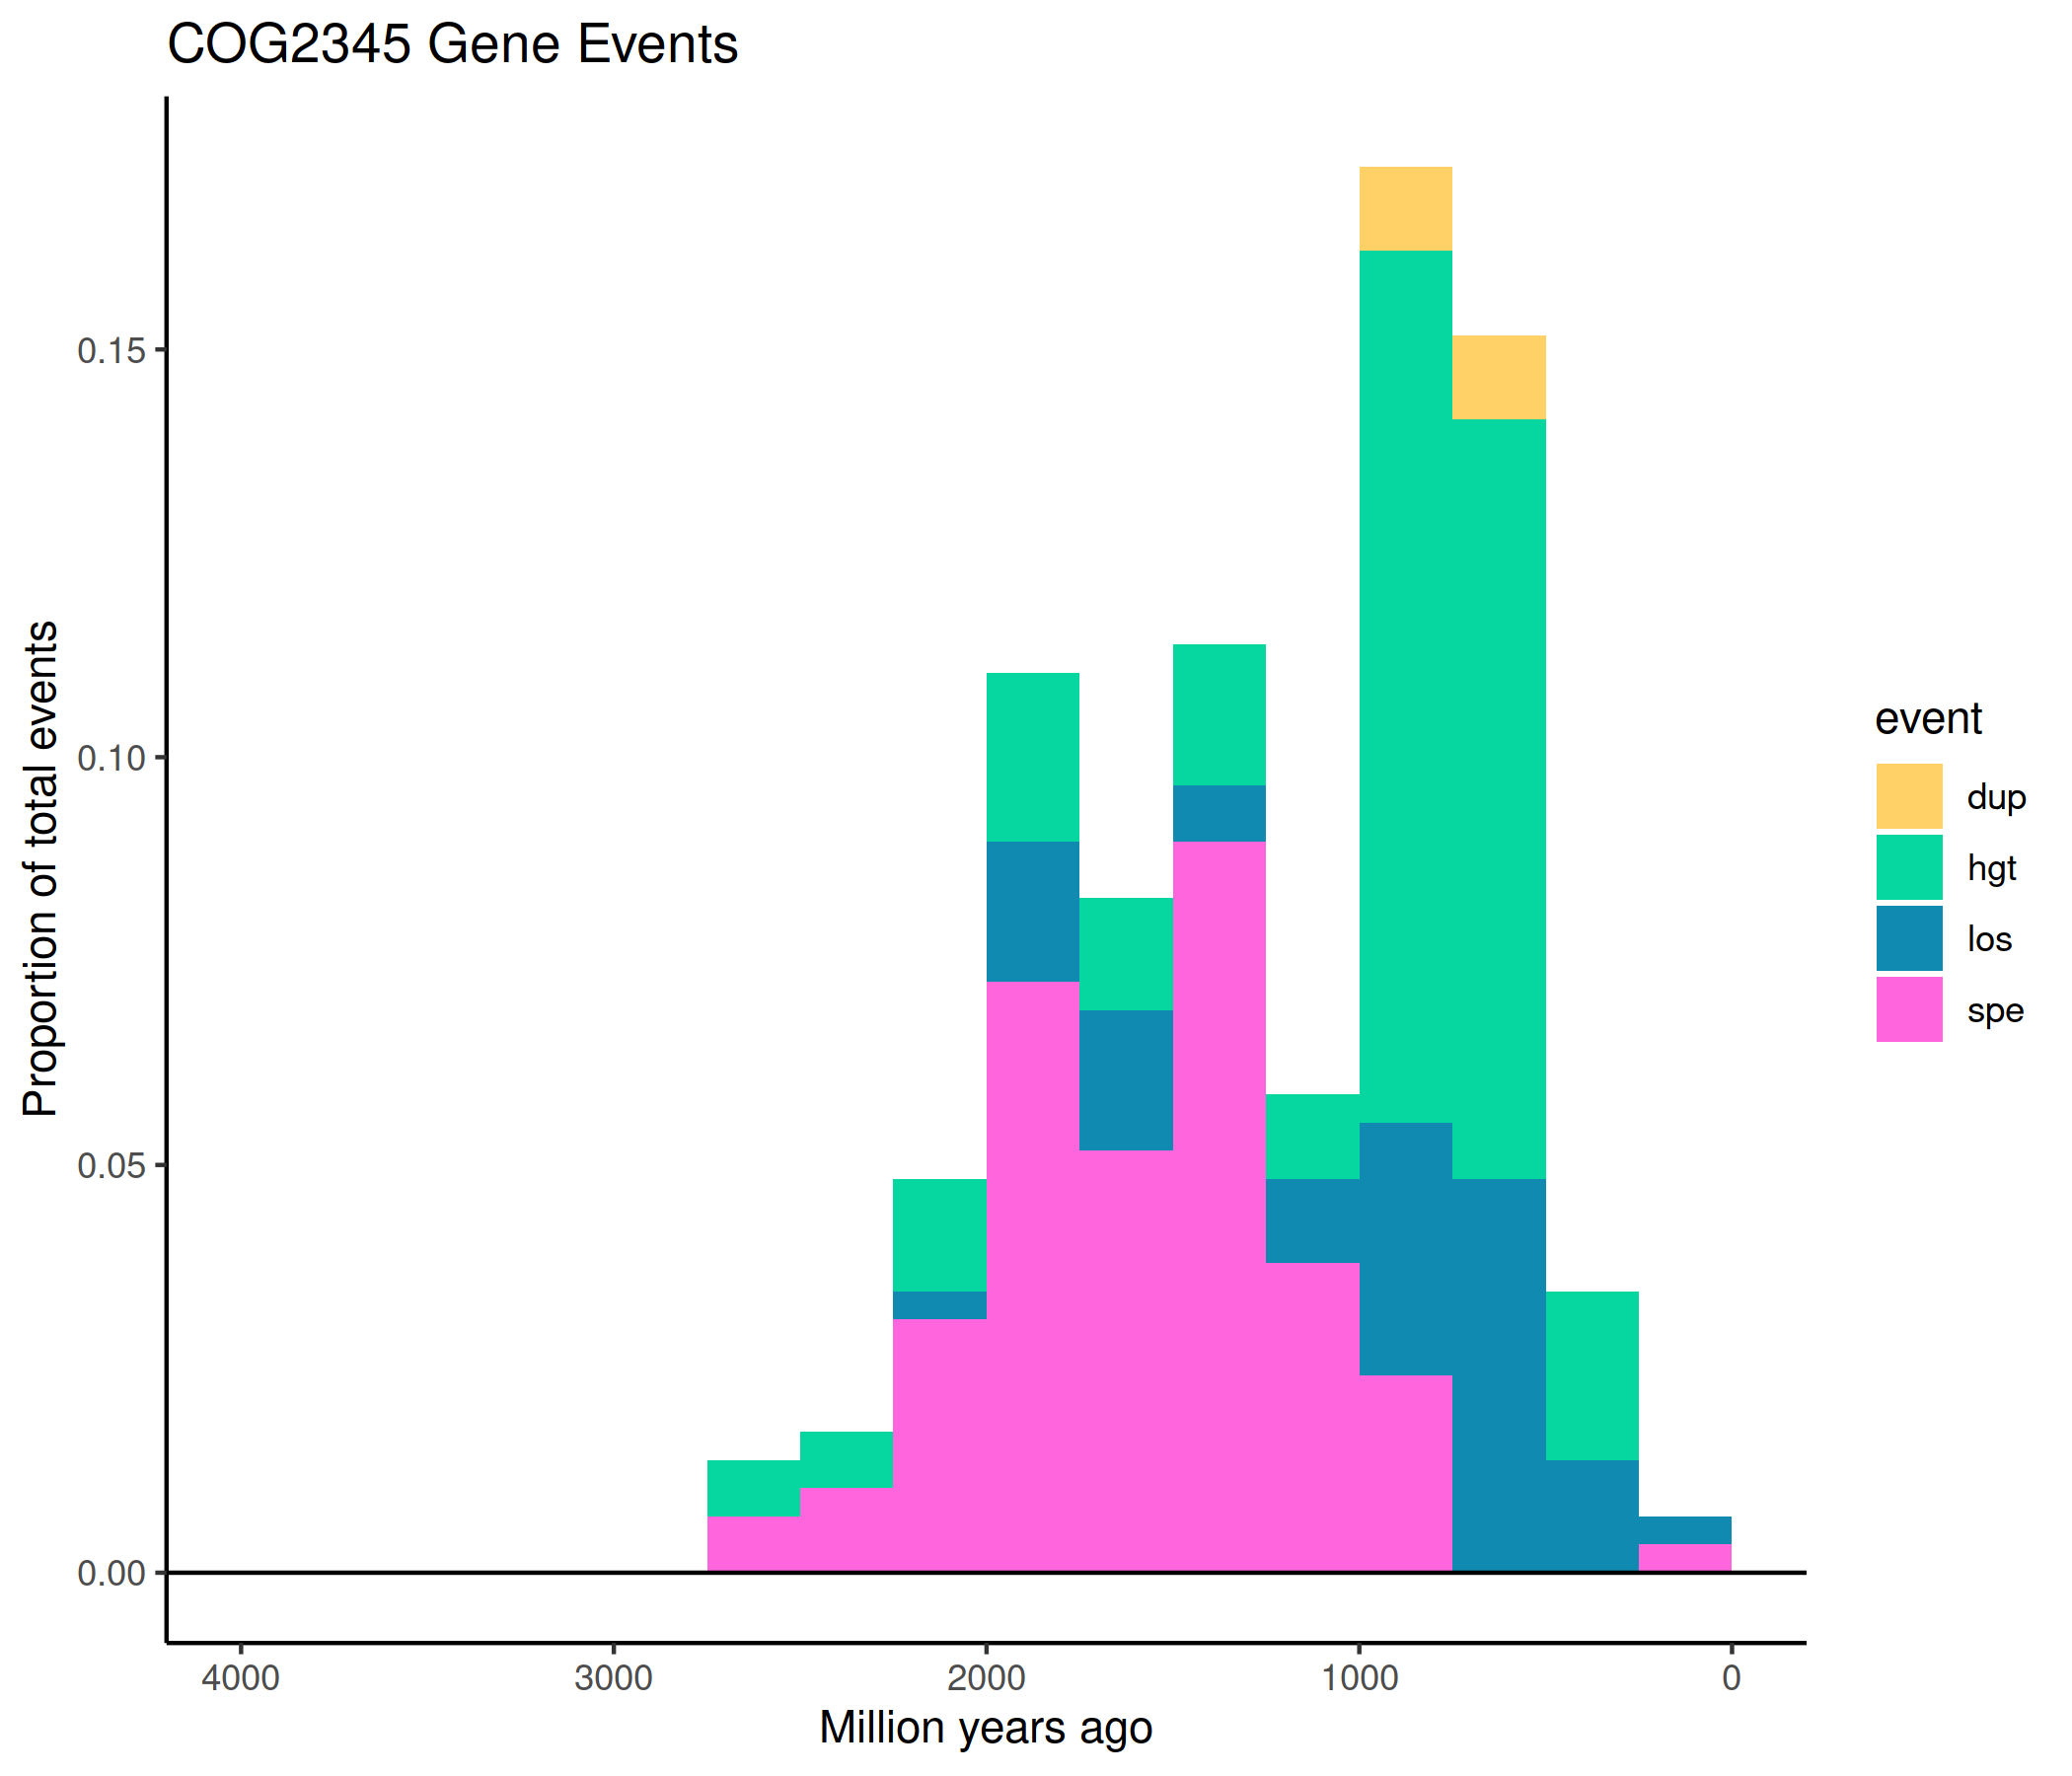 COG2345 Gene Events
Proportion of total events
0.15
0.10
0.05
0.00
4000 3000 2000 1000 0
Million years ago
event
dup
hgt
los
spe